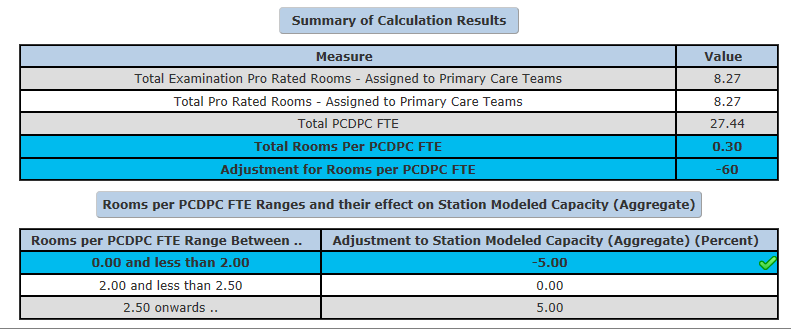 Summary of Calculation Results
Measure Value
Total Examination Pro Rated Rooms - Assigned to Primary Care Teams 8.27
Total Pro Rated Rooms - Assigned to Primary Care Teams 8.27
Total PCDPC FTE 27.44
Total Rooms Per PCDPC FTE 0.30
Adjustment for Rooms per PCDPC FTE -60
Rooms per PCDPC FTE Ranges and their effect on Station Modeled Capacity (Aggregate)
Rooms per PCDPC FTE Range Between .. Adjustment to Station Modeled Capacity (Aggregate) (Percent)
0.00 and less than 2.00 -5.00
2.00 and less than 2.50 0.00
2.50 onwards .. 5.00